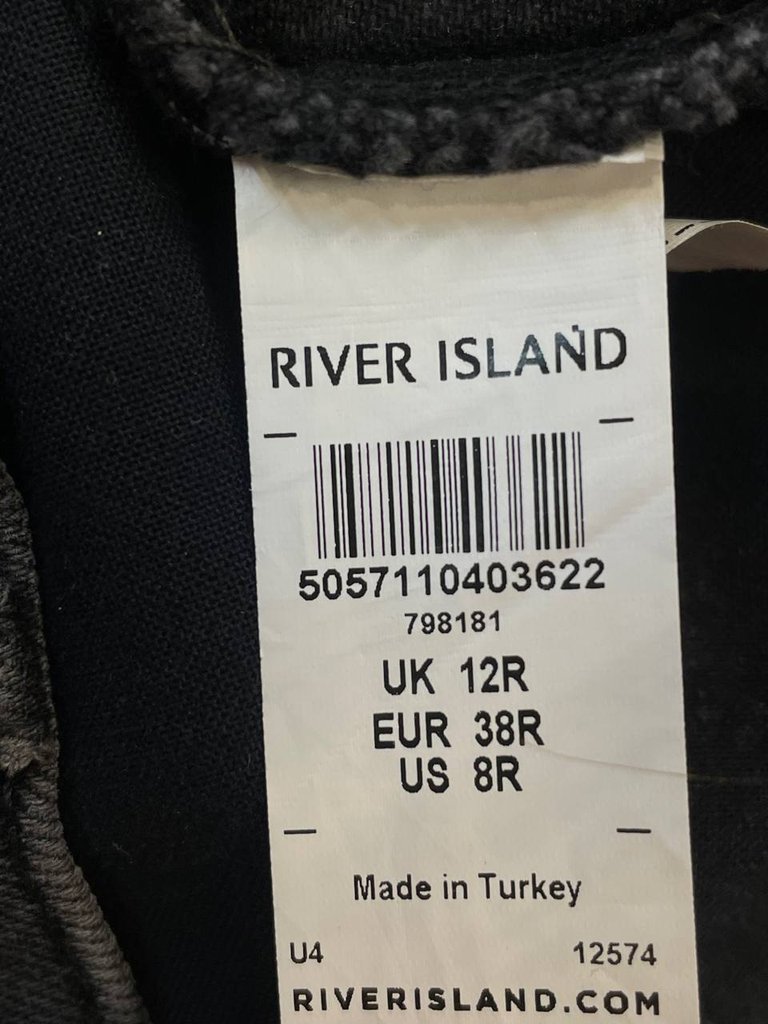 RIVER ISLAND
5057110403622
798181
UK 12R
EUR 38R
US 8R
Made in Turkey
U4 12574
RIVERISLAND.COM